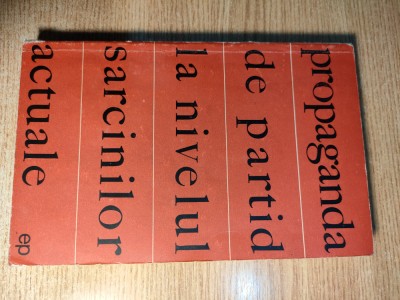 propaganda
de partid
la nivelul
sarcinilor
actuale
ep